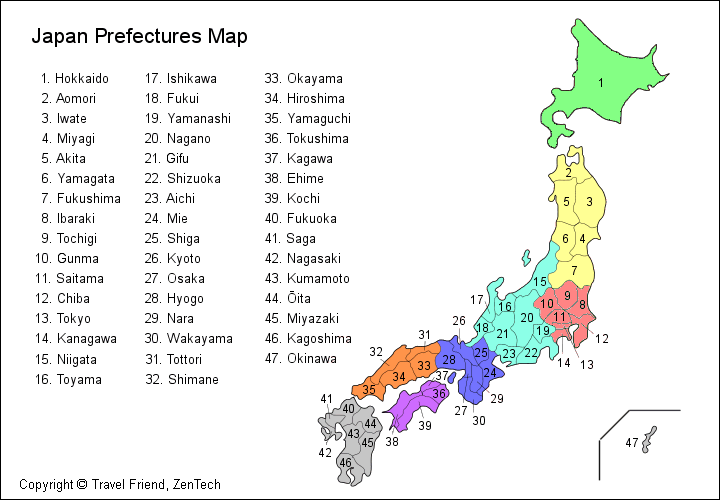 Japan Prefectures Map
1. Hokkaido
2. Aomori
3. Iwate
4. Miyagi
5. Akita
6. Yamagata
7. Fukushima
8. Ibaraki
9. Tochigi
10. Gunma
11. Saitama
12. Chiba
13. Tokyo
14. Kanagawa
15. Niigata
16. Toyama
17. Ishikawa
18. Fukui
19. Yamanashi
20. Nagano
21. Gifu
22. Shizuoka
23. Aichi
24. Mie
25. Shiga
26. Kyoto
27. Osaka
28. Hyogo
29. Nara
30. Wakayama
31. Tottori
32. Shimane
33. Okayama
34. Hiroshima
35. Yamaguchi
36. Tokushima
37. Kagawa
38. Ehime
39. Kochi
40. Fukuoka
41. Saga
42. Nagasaki
43. Kumamoto
44. Ōita
45. Miyazaki
46. Kagoshima
47. Okinawa
1
2
5
3
6
4
7
15
10
9
8
17
16
20
11
12
26
18
21
19
14
13
31
32
28
25
23
22
33
24
34
37
35
36
27
29
30
41
40
39
44
38
43
45
42
46
47
Copyright © Travel Friend, ZenTech